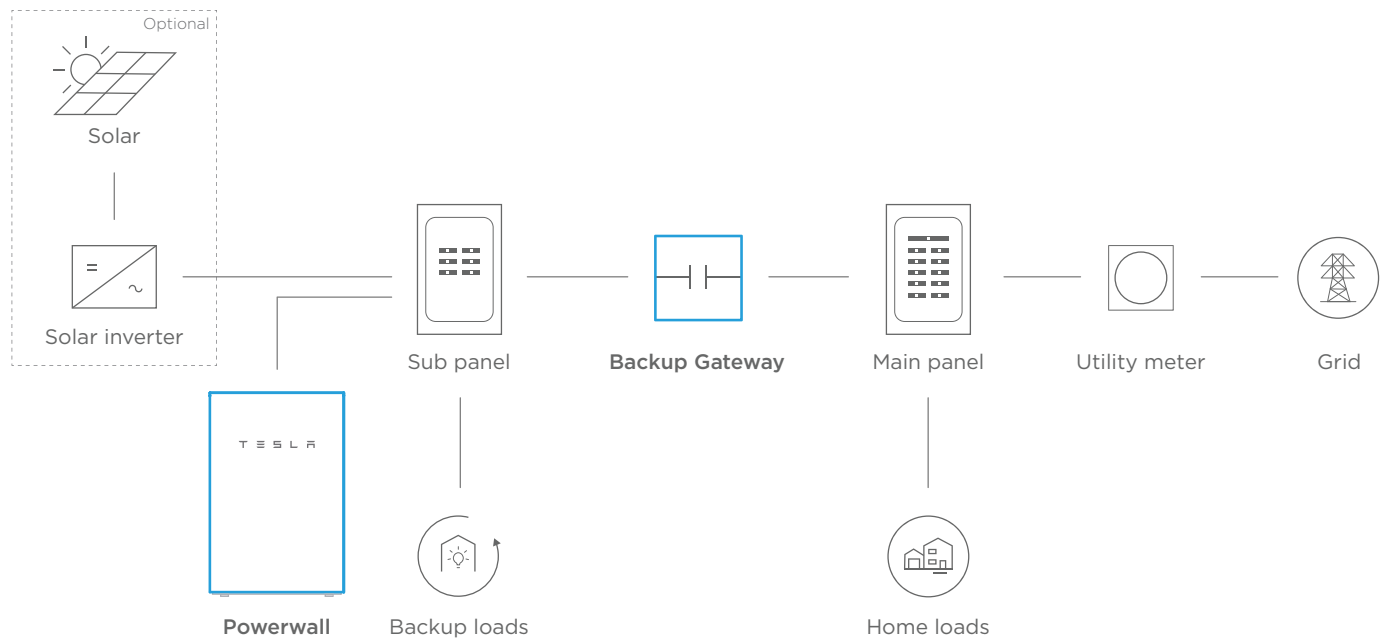 Optional
Solar
Solar inverter
Sub panel
Backup Gateway
Main panel
Utility meter
Grid
TESLA
Powerwall
Backup loads
Home loads